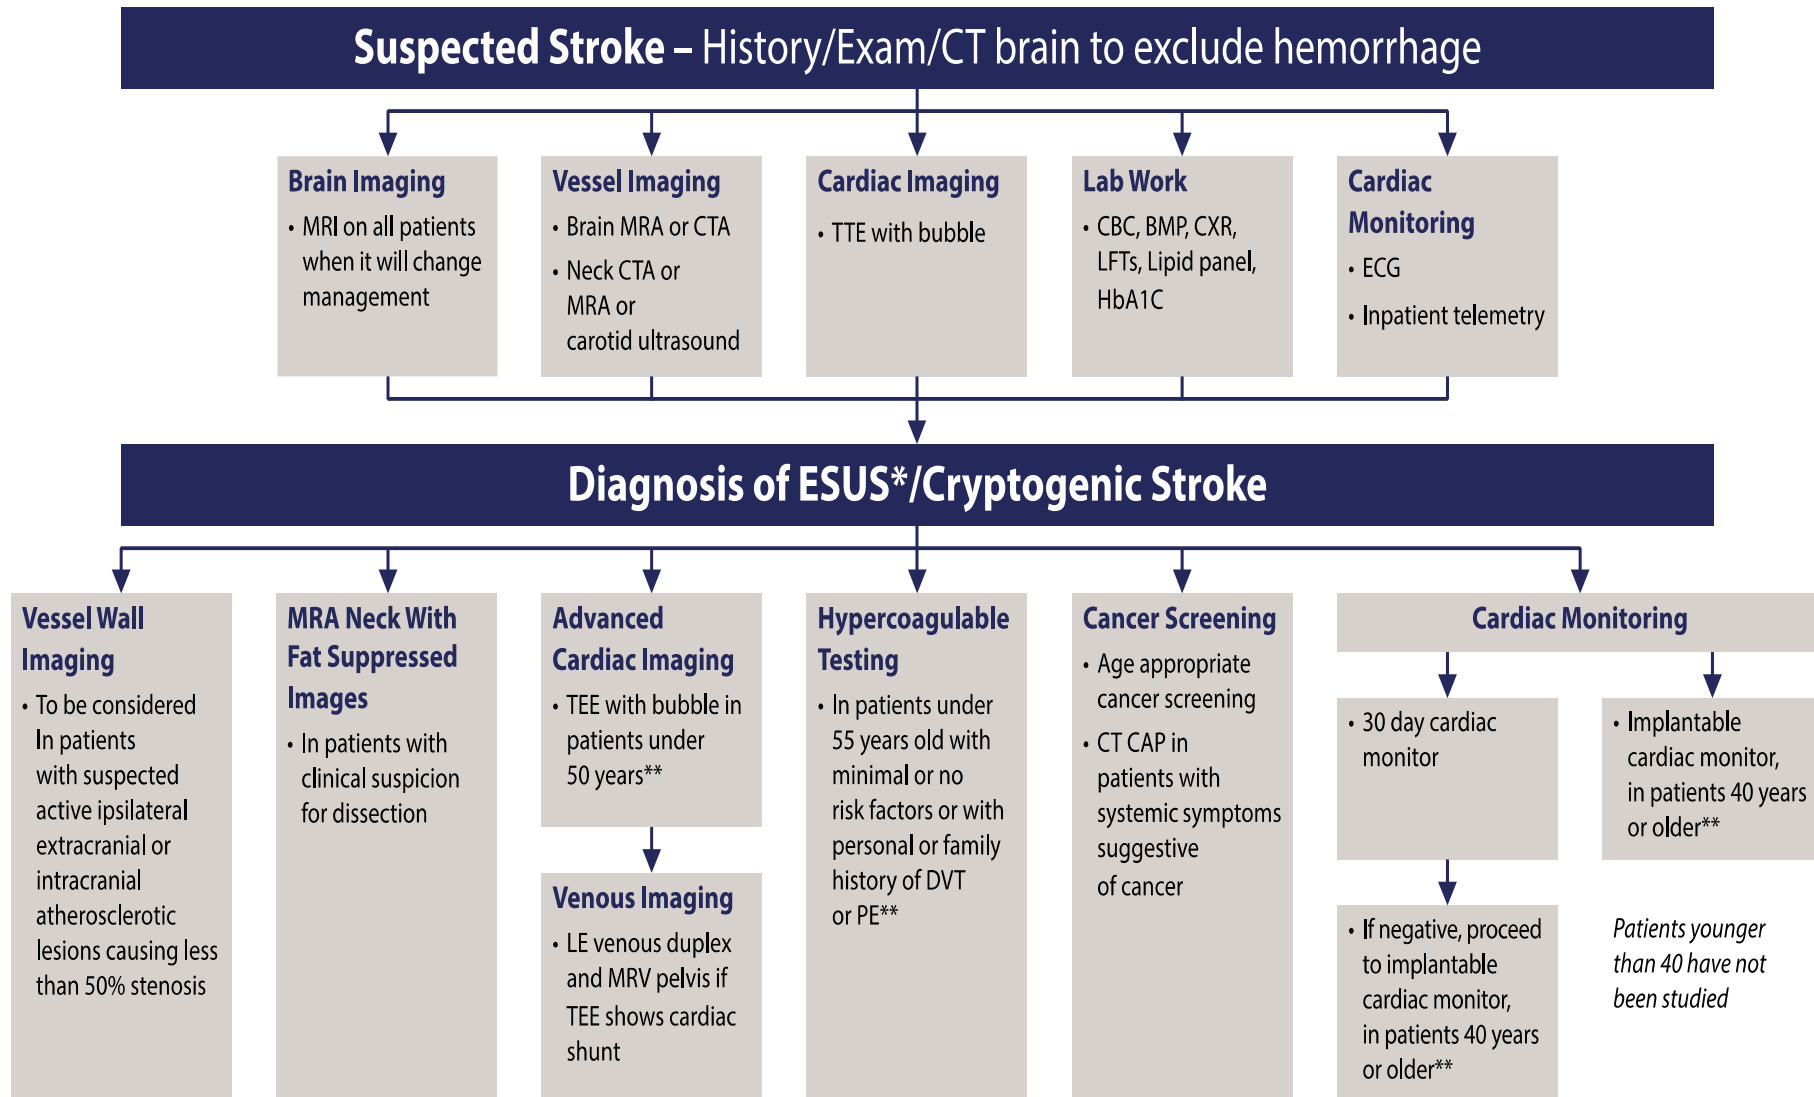 Suspected Stroke – History/Exam/CT brain to exclude hemorrhage
Brain Imaging
• MRI on all patients
when it will change
management
Vessel Imaging
• Brain MRA or CTA
• Neck CTA or
MRA or
carotid ultrasound
Cardiac Imaging
• TTE with bubble
Lab Work
• CBC, BMP, CXR,
LFTs, Lipid panel,
HbA1C
Cardiac
Monitoring
• ECG
• Inpatient telemetry
Diagnosis of ESUS*/Cryptogenic Stroke
Vessel Wall
Imaging
• To be considered
In patients
with suspected
active ipsilateral
extracranial or
intracranial
atherosclerotic
lesions causing less
than 50% stenosis
MRA Neck With
Fat Suppressed
Images
• In patients with
clinical suspicion
for dissection
Advanced
Cardiac Imaging
• TEE with bubble in
patients under
50 years**
Venous Imaging
• LE venous duplex
and MRV pelvis if
TEE shows cardiac
shunt
Hypercoagulable
Testing
• In patients under
55 years old with
minimal or no
risk factors or with
personal or family
history of DVT
or PE**
Cancer Screening
• Age appropriate
cancer screening
• CT CAP in
patients with
systemic symptoms
suggestive
of cancer
Cardiac Monitoring
• 30 day cardiac
monitor
• If negative, proceed
to implantable
cardiac monitor,
in patients 40 years
or older**
• Implantable
cardiac monitor,
in patients 40 years
or older**
Patients younger
than 40 have not
been studied